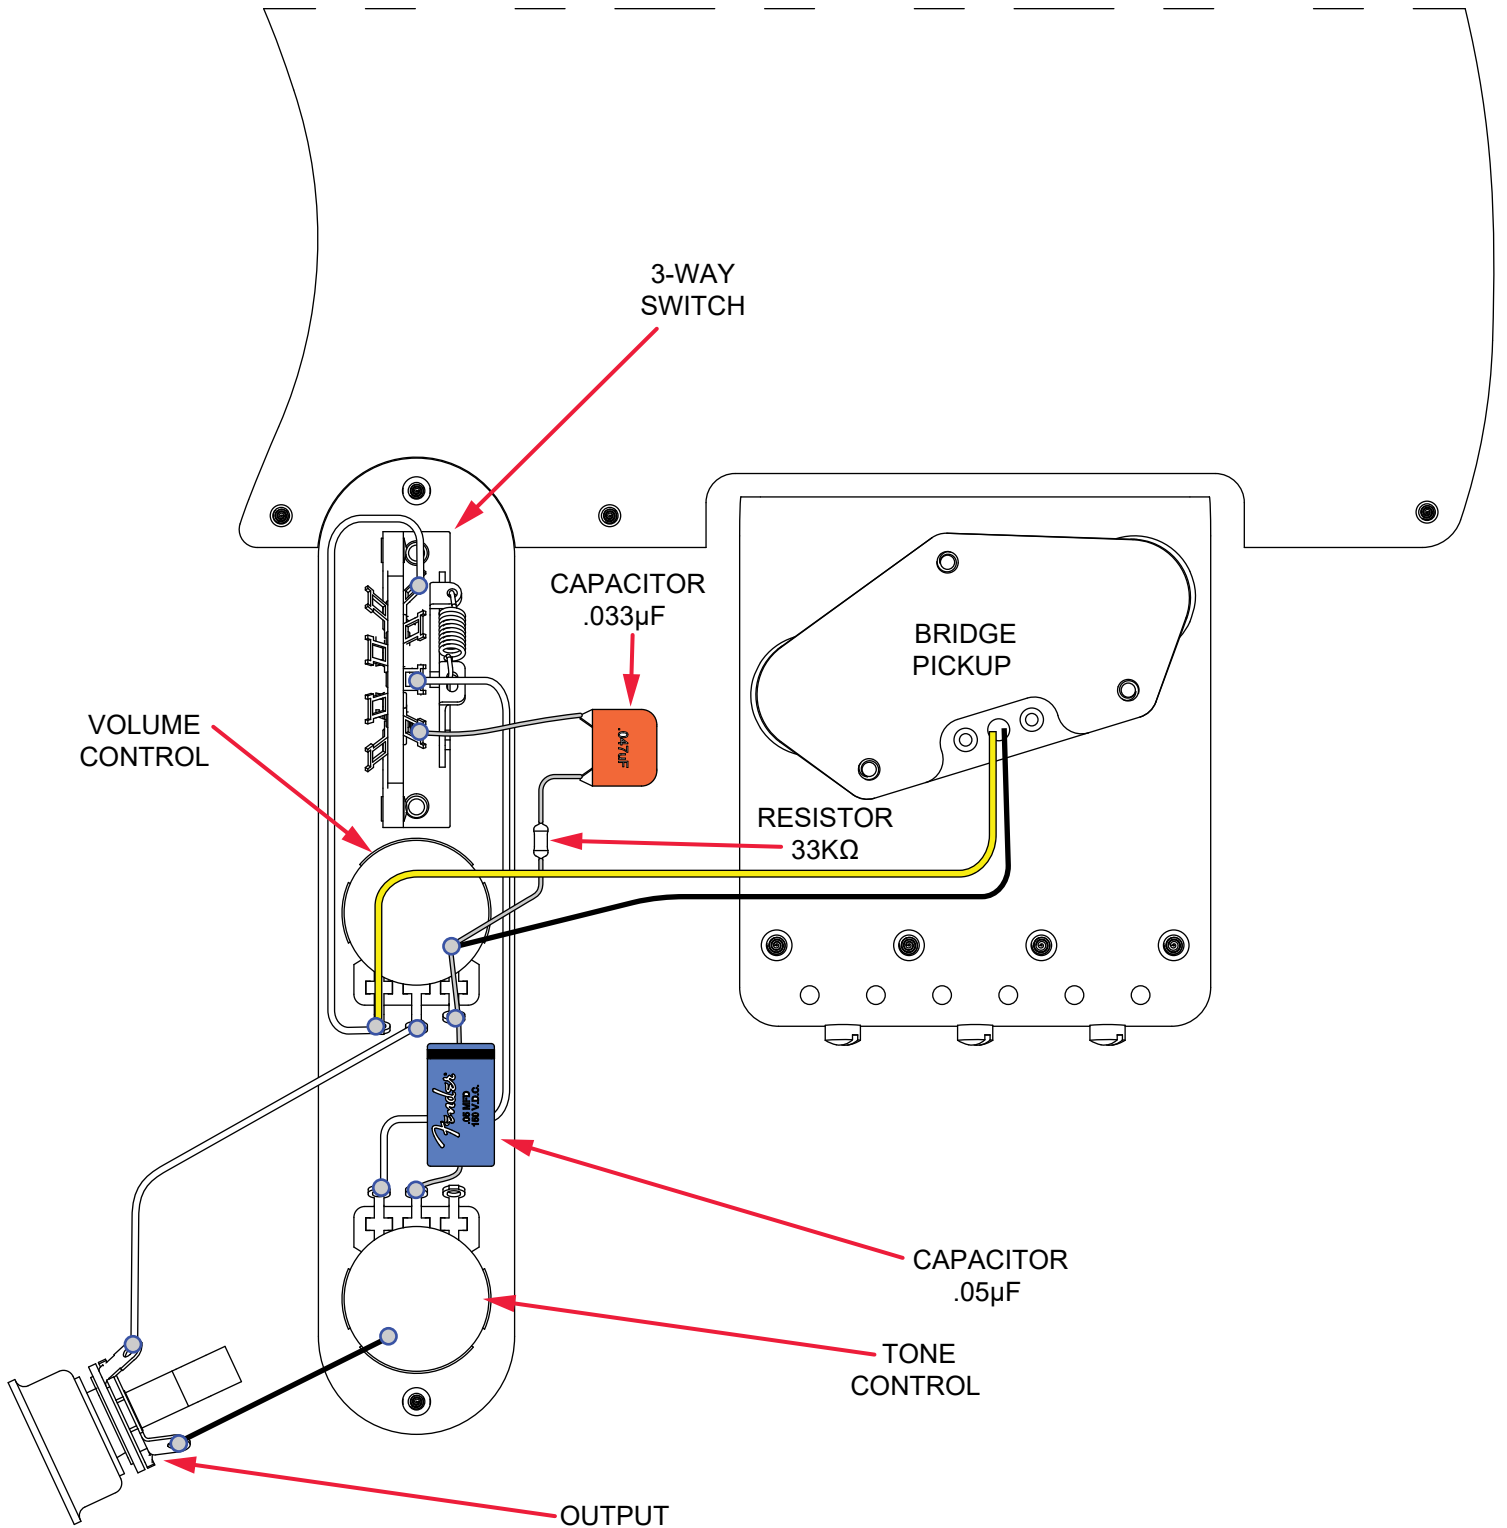 3-WAY
SWITCH
CAPACITOR
.033µF
.047uF
BRIDGE
PICKUP
VOLUME
CONTROL
RESISTOR
33KΩ
Fender
.05 MFD
150 V.D.C.
CAPACITOR
.05µF
TONE
CONTROL
OUTPUT